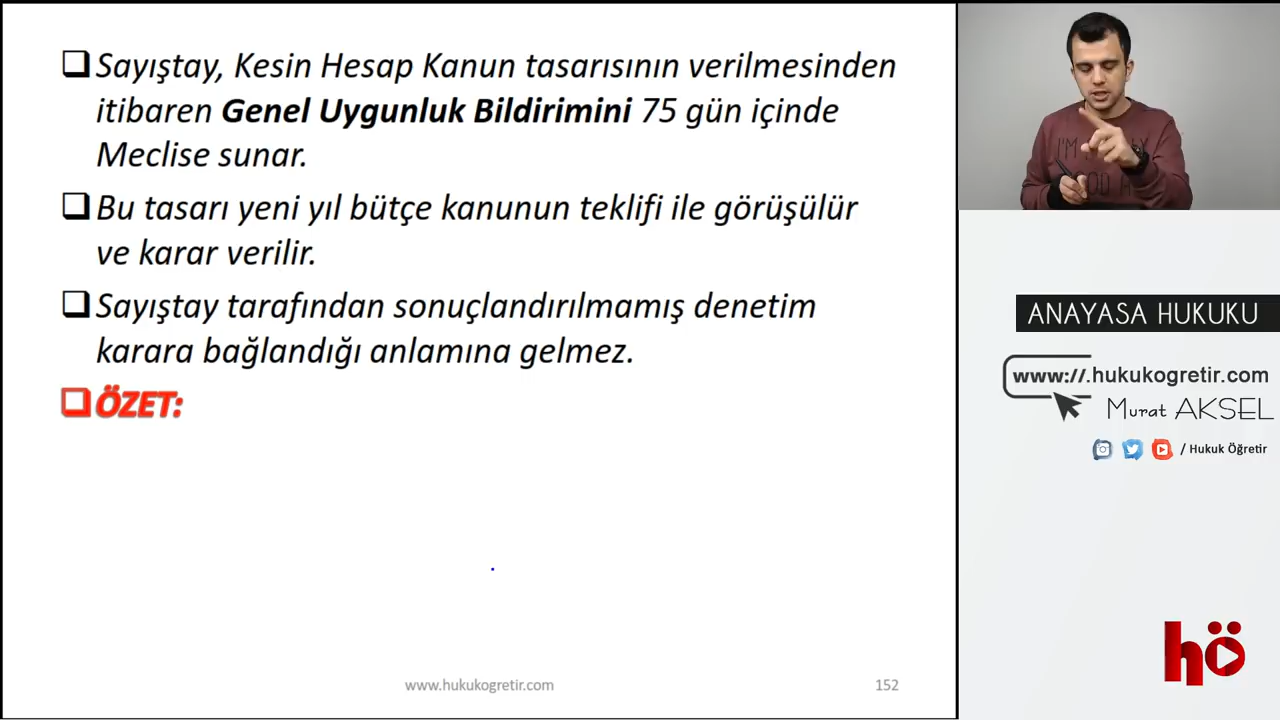 Sayıştay, Kesin Hesap Kanun tasarısının verilmesinden
itibaren Genel Uygunluk Bildirimini 75 gün içinde
Meclise sunar.
Bu tasarı yeni yıl bütçe kanunun teklifi ile görüşülür
ve karar verilir.
Sayıştay tarafından sonuçlandırılmamış denetim
karara bağlandığı anlamına gelmez.
ÖZET:
www.hukukogretir.com
152
ANAYASA HUKUKU
www://.hukukogretir.com
Murat AKSEL
/ Hukuk Öğretir
hö